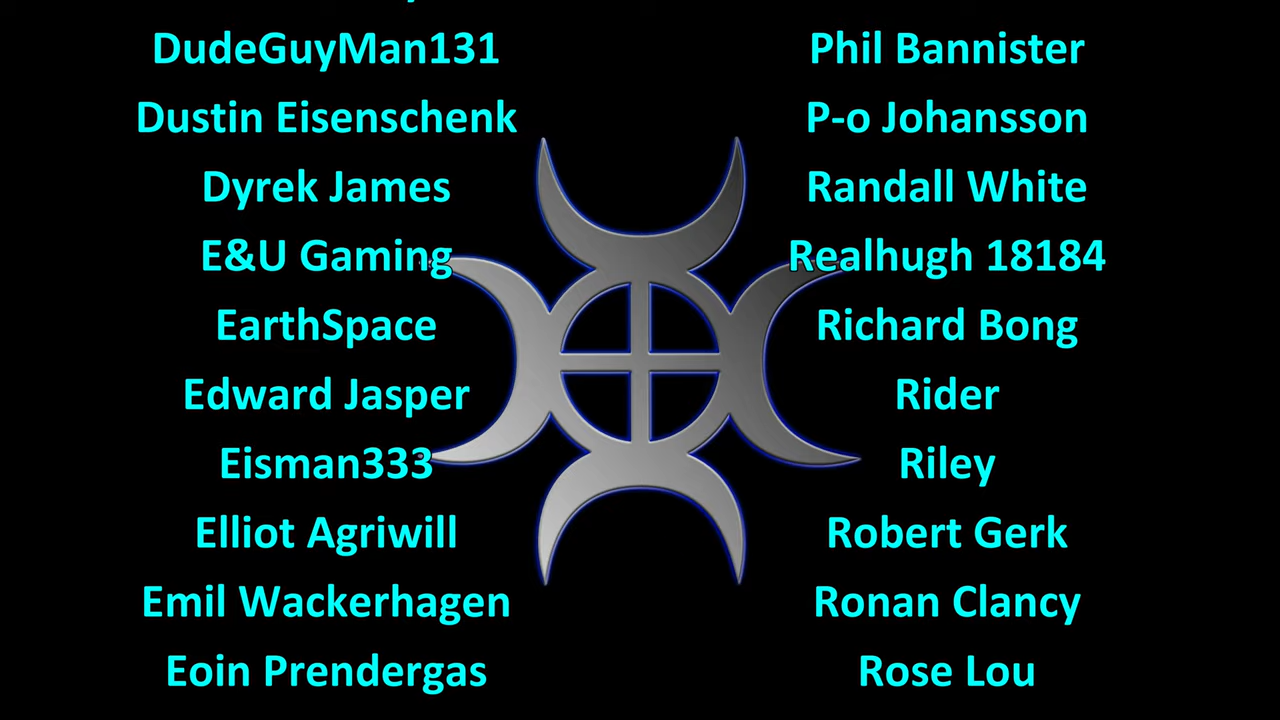 DudeGuyMan131
Dustin Eisenschenk
Dyrek James
E&U Gaming
EarthSpace
Edward Jasper
Eisman333
Elliot Agriwill
Emil Wackerhagen
Eoin Prendergas
Phil Bannister
P-o Johansson
Randall White
Realhugh 18184
Richard Bong
Rider
Riley
Robert Gerk
Ronan Clancy
Rose Lou